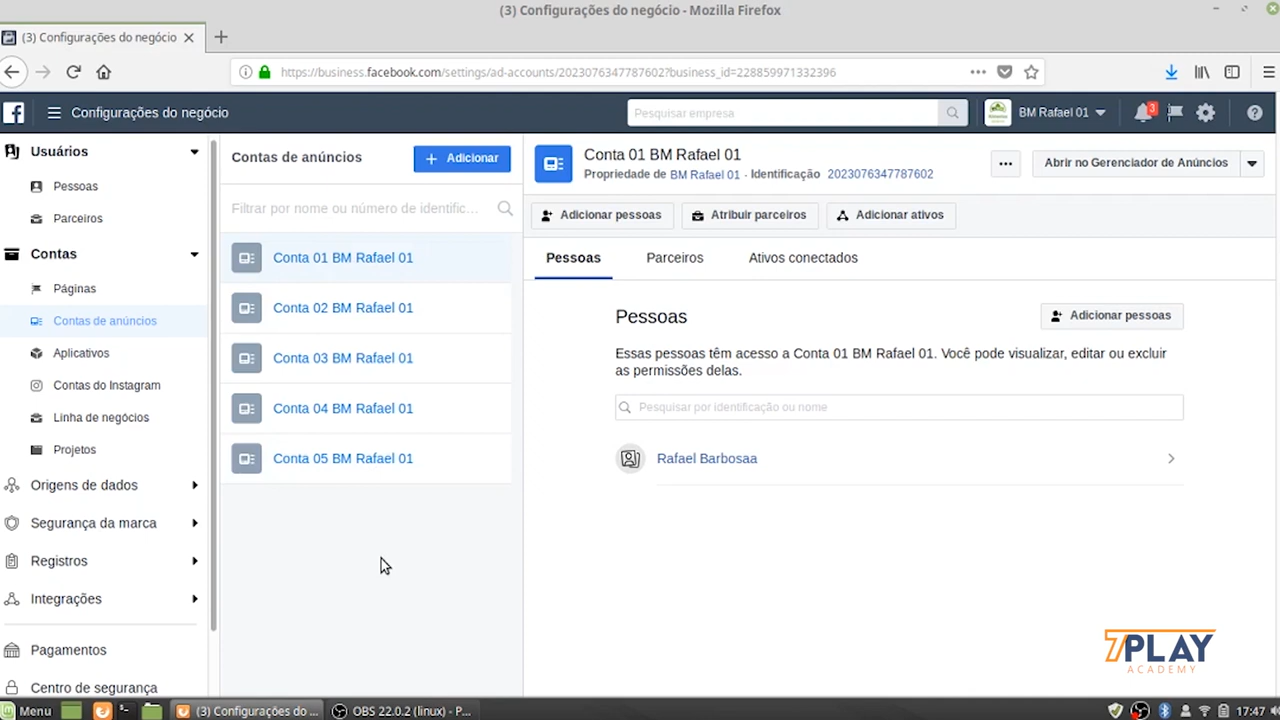 (3) Configurações do negócio - Mozilla Firefox
(3) Configurações do negócio
https://business.facebook.com/settings/ad-accounts/2023076347787602?business_id=228859971332396
Configurações do negócio
Pesquisar empresa
BM Rafael 01
3
Usuários
Pessoas
Parceiros
Contas
Páginas
Contas de anúncios
Aplicativos
Contas do Instagram
Linha de negócios
Projetos
Origens de dados
Segurança da marca
Registros
Integrações
Pagamentos
Centro de segurança
Contas de anúncios
+ Adicionar
Filtrar por nome ou número de identific...
Conta 01 BM Rafael 01
Conta 02 BM Rafael 01
Conta 03 BM Rafael 01
Conta 04 BM Rafael 01
Conta 05 BM Rafael 01
Conta 01 BM Rafael 01
Propriedade de BM Rafael 01 · Identificação 2023076347787602
Abrir no Gerenciador de Anúncios
Adicionar pessoas
Atribuir parceiros
Adicionar ativos
Pessoas
Parceiros
Ativos conectados
Pessoas
Adicionar pessoas
Essas pessoas têm acesso a Conta 01 BM Rafael 01. Você pode visualizar, editar ou excluir
as permissões delas.
Pesquisar por identificação ou nome
Rafael Barbosaa
7PLAY
ACADEMY
Menu
(3) Configurações do ...
OBS 22.0.2 (linux) - P...
17:47